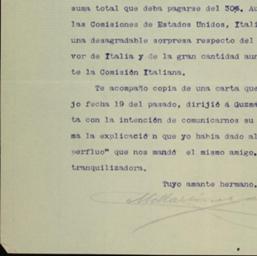 suma total que deba pagarse del 30%. Au
las Comisiones de Estados Unidos, Itali
una desagradable sorpresa respecto del
vor de Italia y de la gran cantidad aun
te la Comisión Italiana.
Te acompaño copia de una carta que
jo fecha 19 del pasado, dirijió á Guzma
ta con la intención de comunicarnos su
ma la explicación que yo habia dado al
perfluo" que nos mandó el mismo amigo,
tranquilizadora.
Tuyo amante hermano.